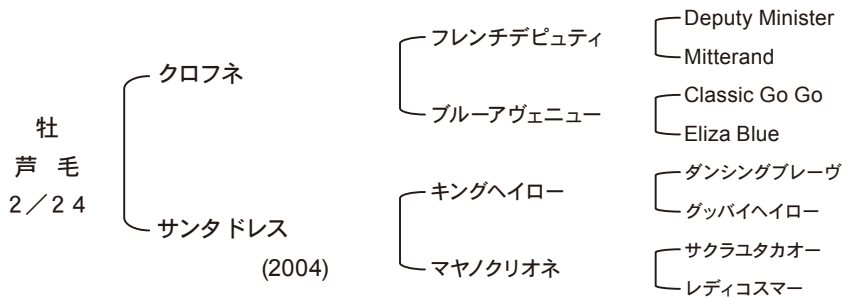 牡
芦 毛
2/24
クロフネ
サンタドレス
(2004)
フレンチデピュティ
ブルーアヴェニュー
キングヘイロー
マヤノクリオネ
Deputy Minister
Mitterand
Classic Go Go
Eliza Blue
ダンシングブレーヴ
グッバイヘイロー
サクラユタカオー
レディコスマー